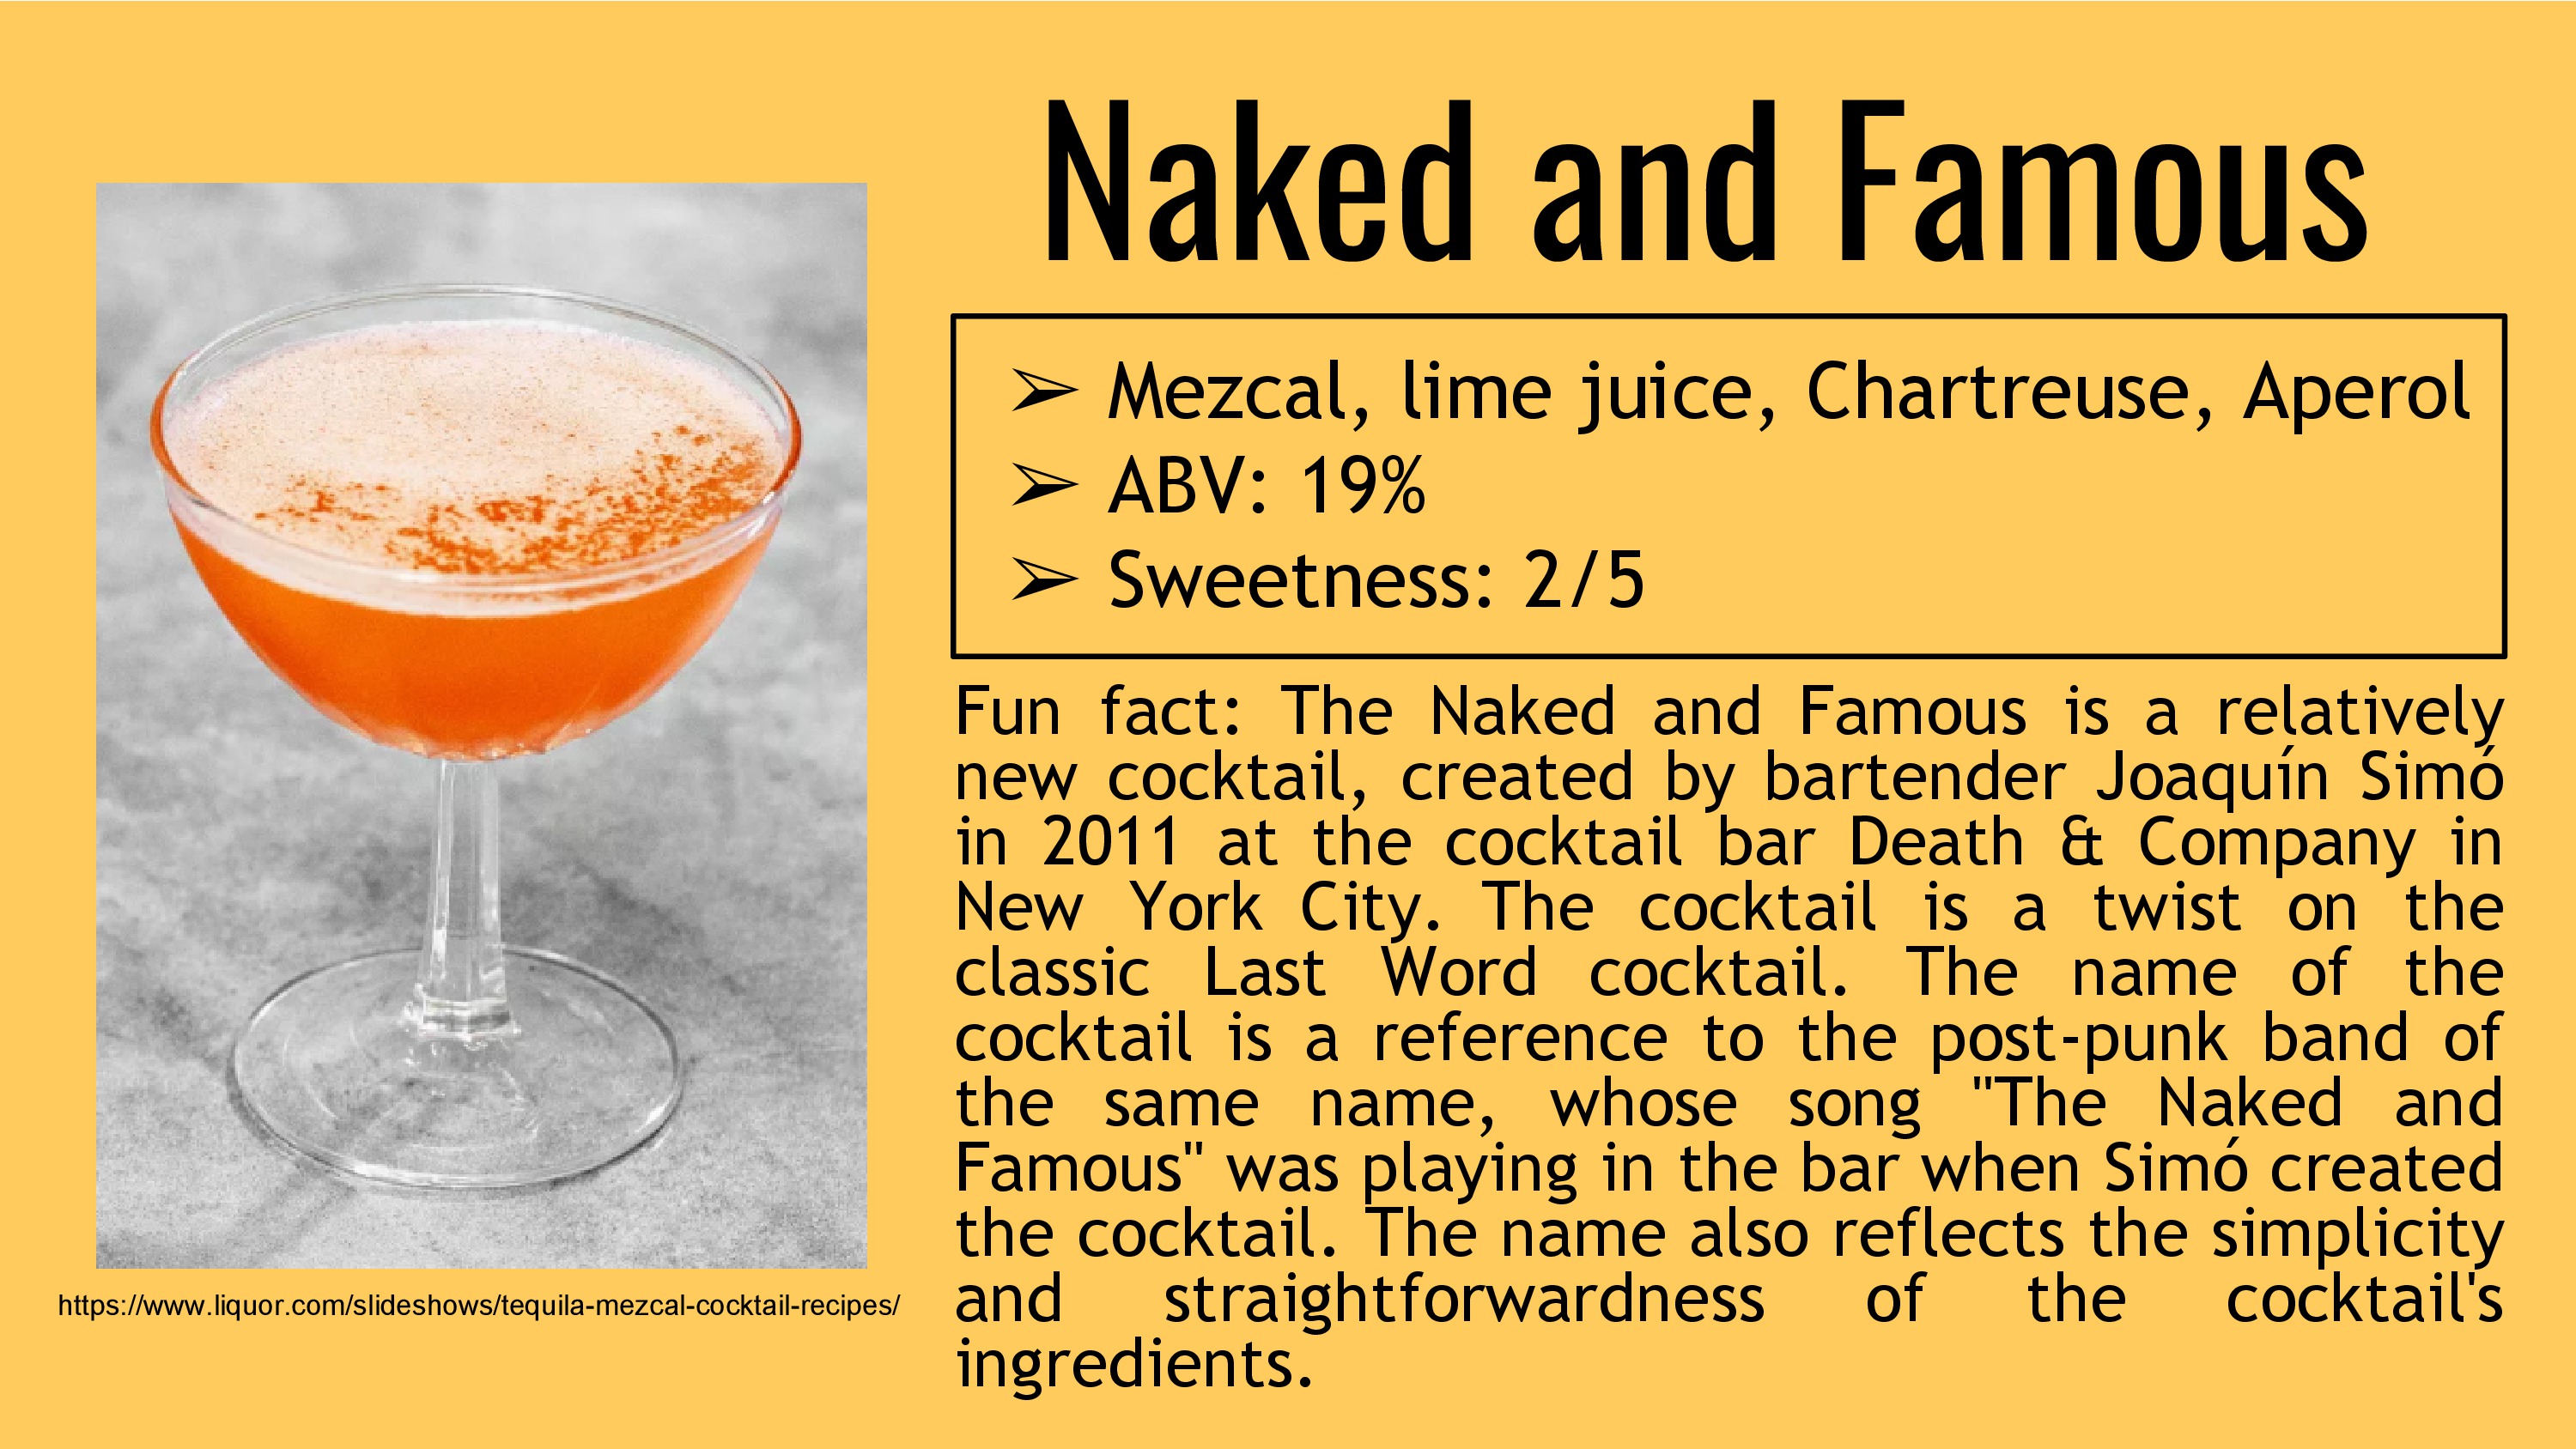 Naked and Famous
➢ Mezcal, lime juice, Chartreuse, Aperol
➢ ABV: 19%
➢ Sweetness: 2/5
Fun fact: The Naked and Famous is a relatively
new cocktail, created by bartender Joaquín Simó
in 2011 at the cocktail bar Death & Company in
New York City. The cocktail is a twist on the
classic Last Word cocktail. The name of the
cocktail is a reference to the post-punk band of
the same name, whose song "The Naked and
Famous" was playing in the bar when Simó created
the cocktail. The name also reflects the simplicity
and straightforwardness of the cocktail's
ingredients.
https://www.liquor.com/slideshows/tequila-mezcal-cocktail-recipes/